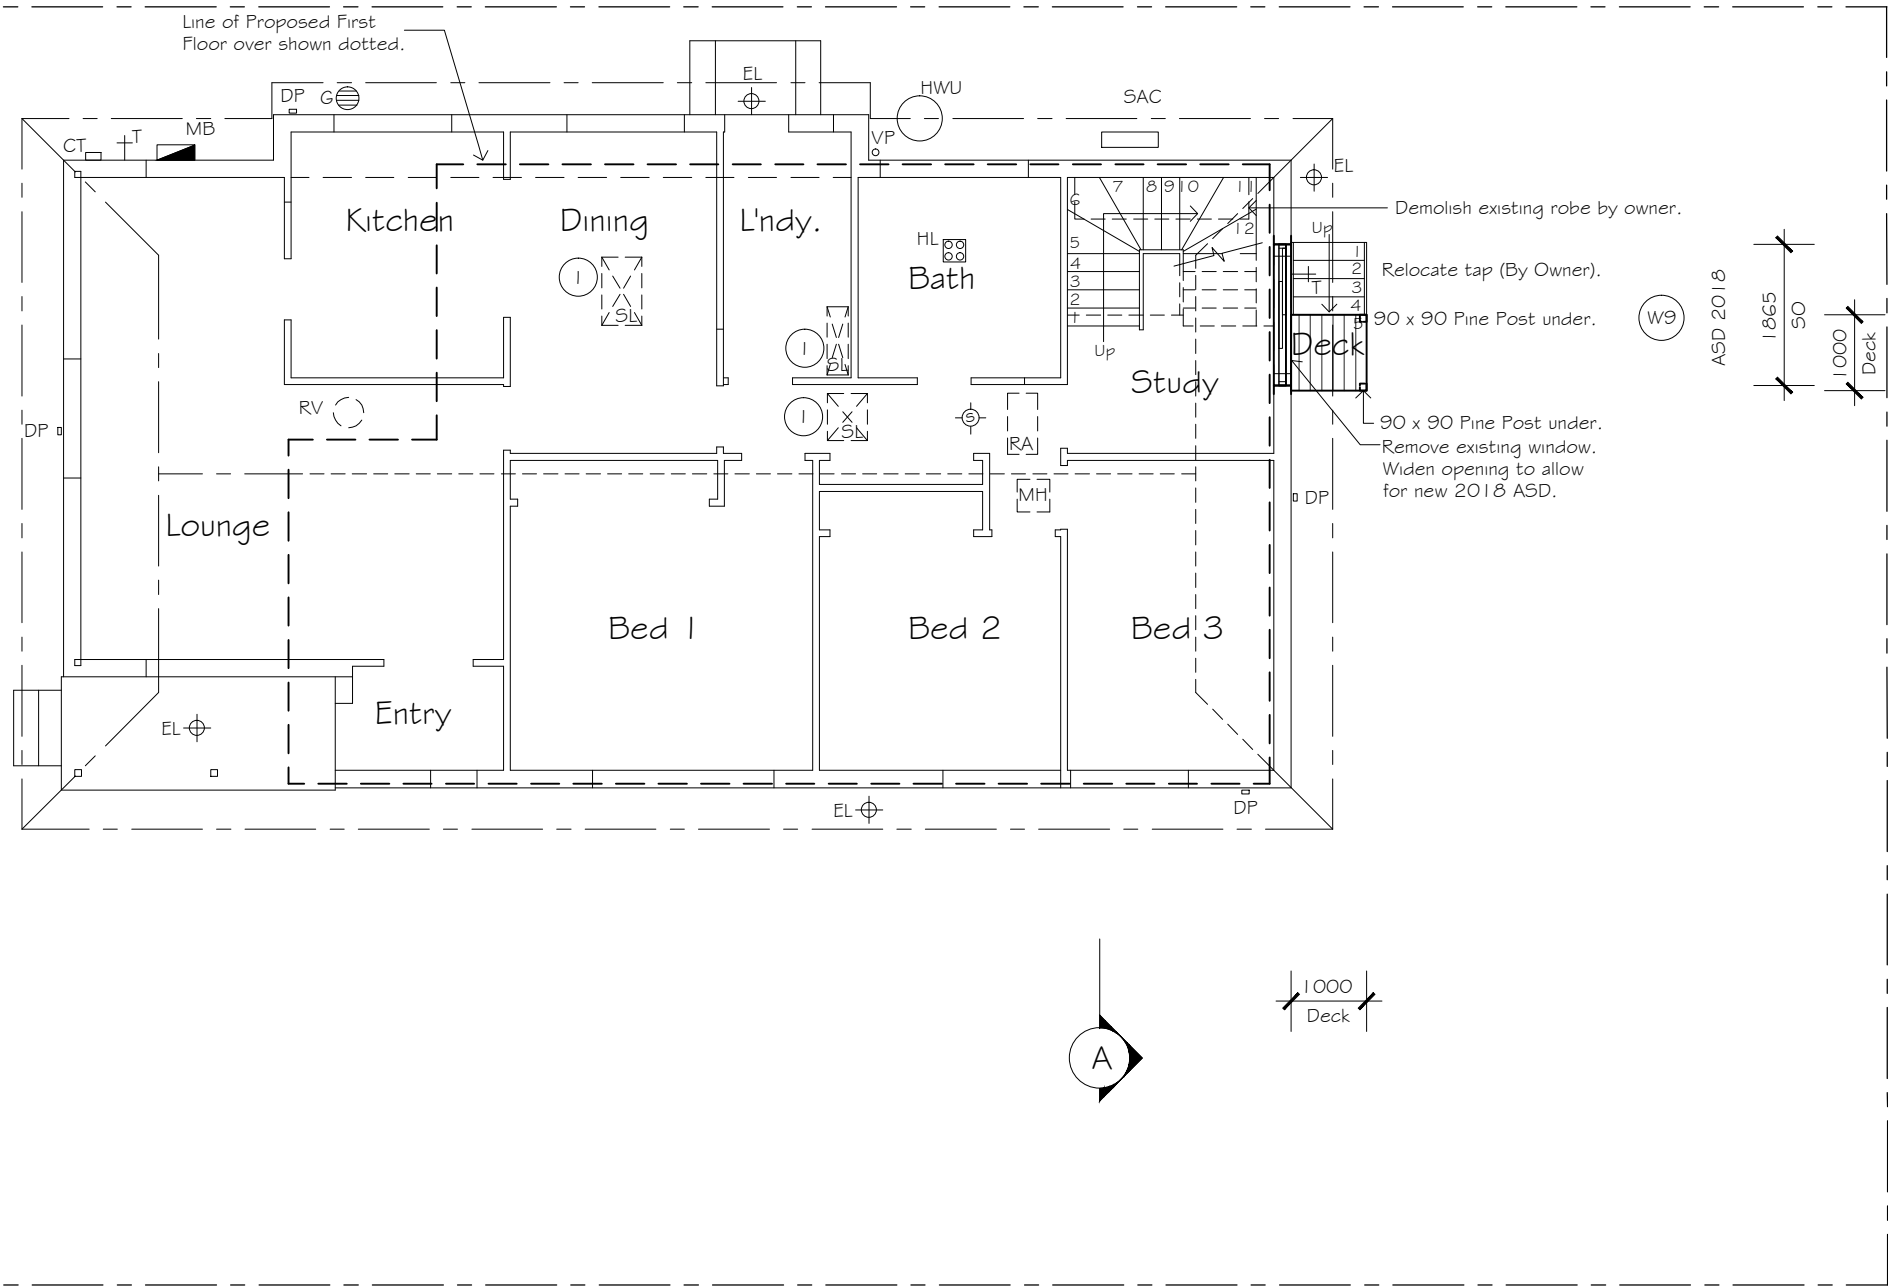 Line of Proposed First
Floor over shown dotted.
EL
DP
G
HWU
SAC
MB
T
CT
VP
EL
6
7
8
9
10
11
12
Demolish existing robe by owner.
Kitchen
Dining
L'ndy.
HL
Bath
5
4
3
2
1
Up
Up
1
2
3
4
5
T
Relocate tap (By Owner).
1
SL
90 x 90 Pine Post under.
W9
ASD 2018
1865
SO
1000
Deck
Deck
1
SL
Study
RV
1
SL
S
RA
DP
90 x 90 Pine Post under.
Remove existing window.
Widen opening to allow
for new 2018 ASD.
MH
DP
Lounge
Bed 1
Bed 2
Bed 3
Entry
EL
EL
DP
1000
Deck
A